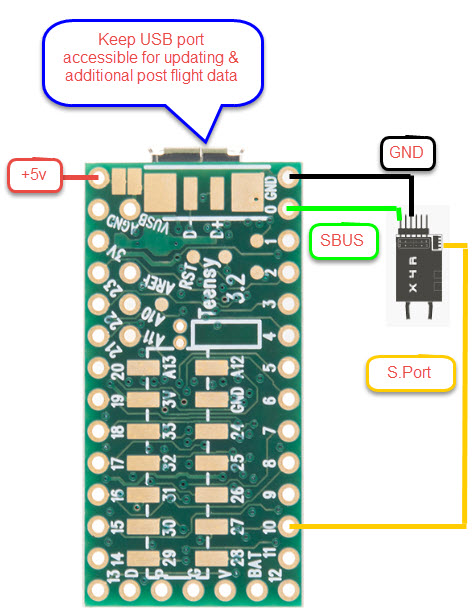 Keep USB port
accessible for updating &
additional post flight data
+5v
GND
SBUS
S.Port
GND
0
1
2
3
4
5
6
7
8
9
10
11
12
VUSB
AGND
D-
D+
3V
23
22
21
20
19
18
17
16
15
14
13
AREF
A10
A11
RST
Teensy
3.2
A13
A12
3V
GND
33
24
32
25
31
26
30
27
29
28
D
P
G
V
BAT
X4R